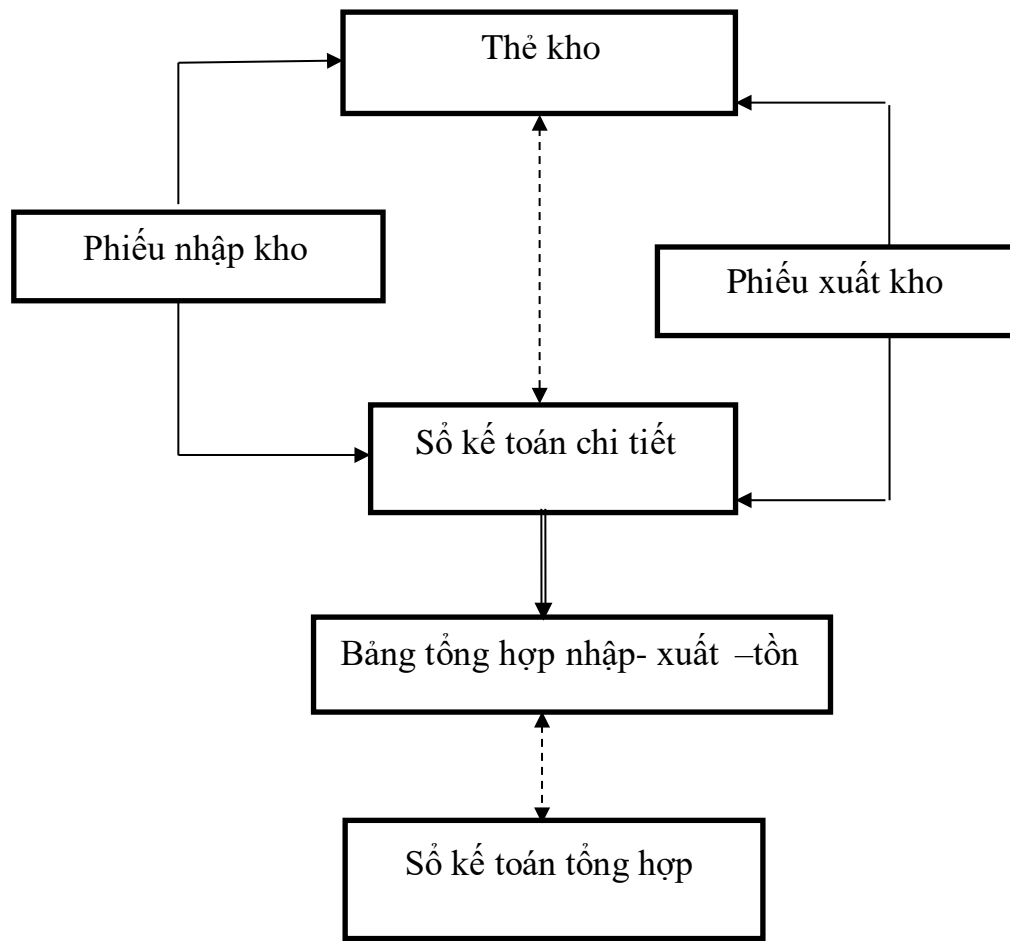 Thẻ kho
Phiếu nhập kho
Phiếu xuất kho
Sổ kế toán chi tiết
Bảng tổng hợp nhập- xuất –tồn
Sổ kế toán tổng hợp